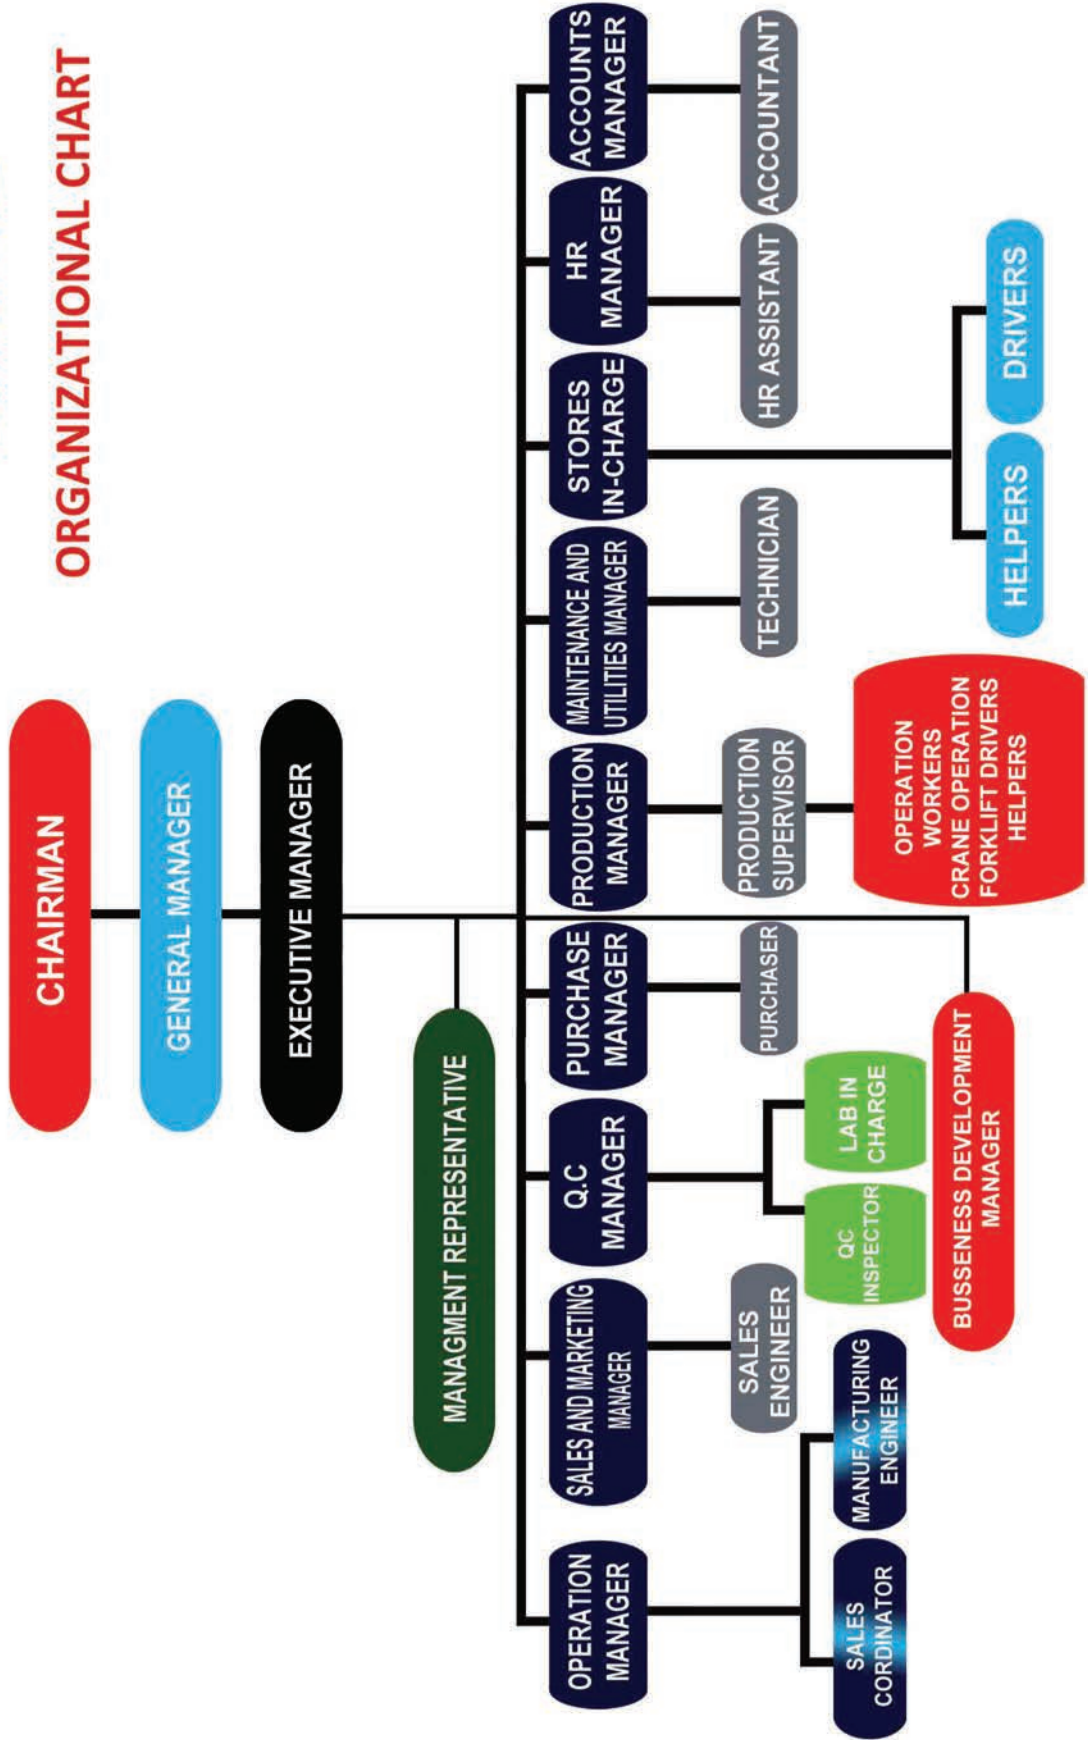 ORGANIZATIONAL CHART
CHAIRMAN
GENERAL MANAGER
EXECUTIVE MANAGER
MANAGMENT REPRESENTATIVE
OPERATION
MANAGER
SALES AND MARKETING
MANAGER
Q.C
MANAGER
PURCHASE
MANAGER
PRODUCTION
MANAGER
MAINTENANCE AND
UTILITIES MANAGER
STORES
IN-CHARGE
HR
MANAGER
ACCOUNTS
MANAGER
SALES
ENGINEER
PURCHASER
PRODUCTION
SUPERVISOR
TECHNICIAN
HR ASSISTANT
ACCOUNTANT
SALES
CORDINATOR
MANUFACTURING
ENGINEER
QC
INSPECTOR
LAB IN
CHARGE
OPERATION
WORKERS
CRANE OPERATION
FORKLIFT DRIVERS
HELPERS
BUSSENESS DEVELOPMENT
MANAGER
HELPERS
DRIVERS